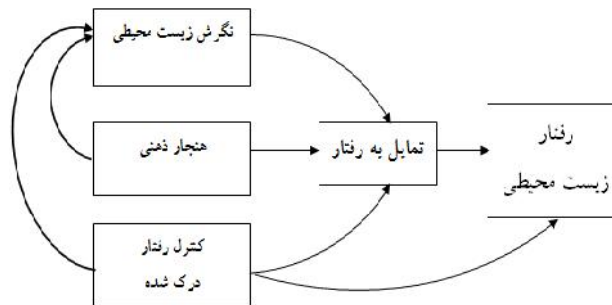 نگرش زیست محیطی
هنجار ذهنی
تمایل به رفتار
رفتار
زیست محیطی
کنترل رفتار
درک شده